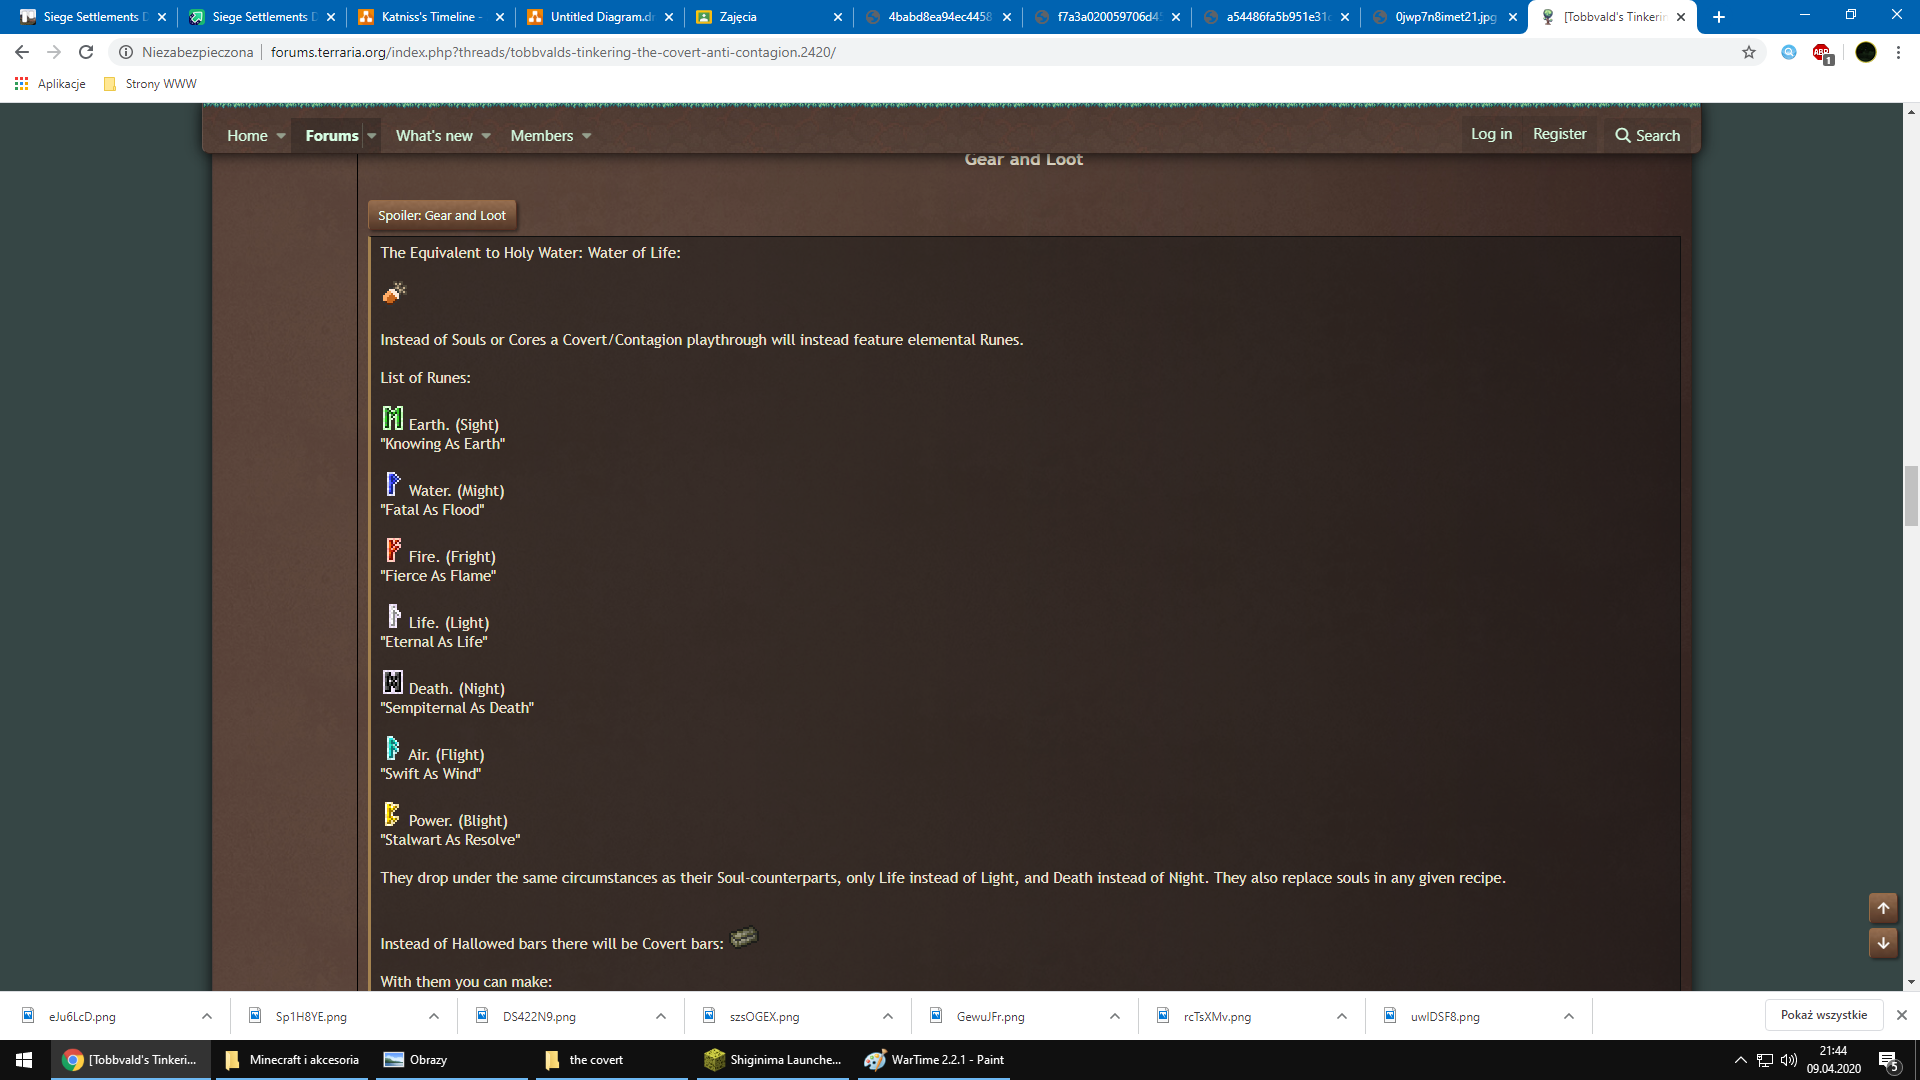 Siege Settlements D
Siege Settlements D
Katniss's Timeline -
Untitled Diagram.dr
Zajęcia
4babd8ea94ec4458
f7a3a020059706d45
a54486fa5b951e31c
0jwp7n8imet21.jpg
[Tobbvald's Tinkerin
Niezabezpieczona
forums.terraria.org/index.php?threads/tobbvalds-tinkering-the-covert-anti-contagion.2420/
ABP
1
Aplikacje
Strony WWW
Home
Forums
What's new
Members
Log in
Register
Search
Gear and Loot
Spoiler: Gear and Loot
The Equivalent to Holy Water: Water of Life:
Instead of Souls or Cores a Covert/Contagion playthrough will instead feature elemental Runes.
List of Runes:
Earth. (Sight)
"Knowing As Earth"
Water. (Might)
"Fatal As Flood"
Fire. (Fright)
"Fierce As Flame"
Life. (Light)
"Eternal As Life"
Death. (Night)
"Sempiternal As Death"
Air. (Flight)
"Swift As Wind"
Power. (Blight)
"Stalwart As Resolve"
They drop under the same circumstances as their Soul-counterparts, only Life instead of Light, and Death instead of Night. They also replace souls in any given recipe.
Instead of Hallowed bars there will be Covert bars:
With them you can make:
eJu6LcD.png
Sp1H8YE.png
DS422N9.png
szsOGEX.png
GewuJFr.png
rcTsXMv.png
uwIDSF8.png
Pokaż wszystkie
[Tobbvald's Tinkeri...
Minecraft i akcesoria
Obrazy
the covert
Shiginima Launche...
WarTime 2.2.1 - Paint
21:44
09.04.2020
5